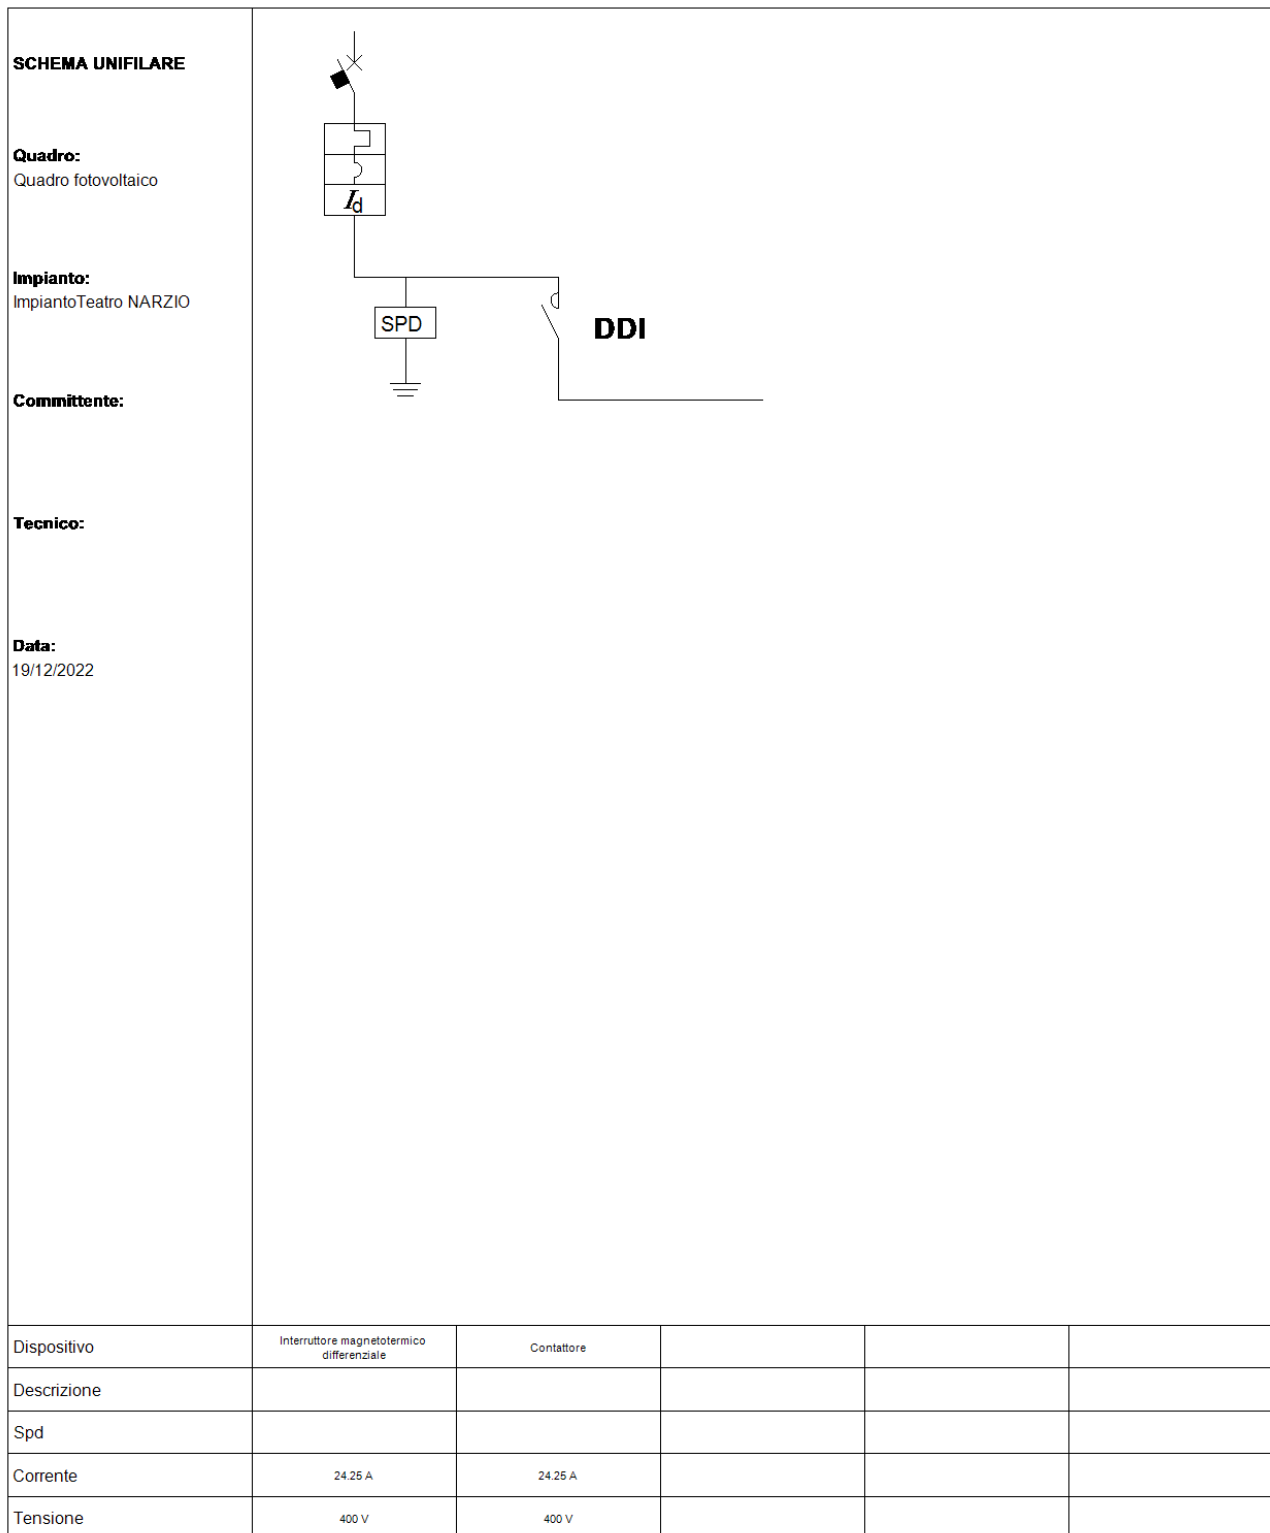 SCHEMA UNIFILARE
Quadro:
Quadro fotovoltaico
Impianto:
ImpiantoTeatro NARZIO
Committente:
Tecnico:
Data:
19/12/2022
Id
SPD
DDI
Dispositivo
Interruttore magnetotermico
differenziale
Contattore
Descrizione
Spd
Corrente
24.25 A
24.25 A
Tensione
400 V
400 V